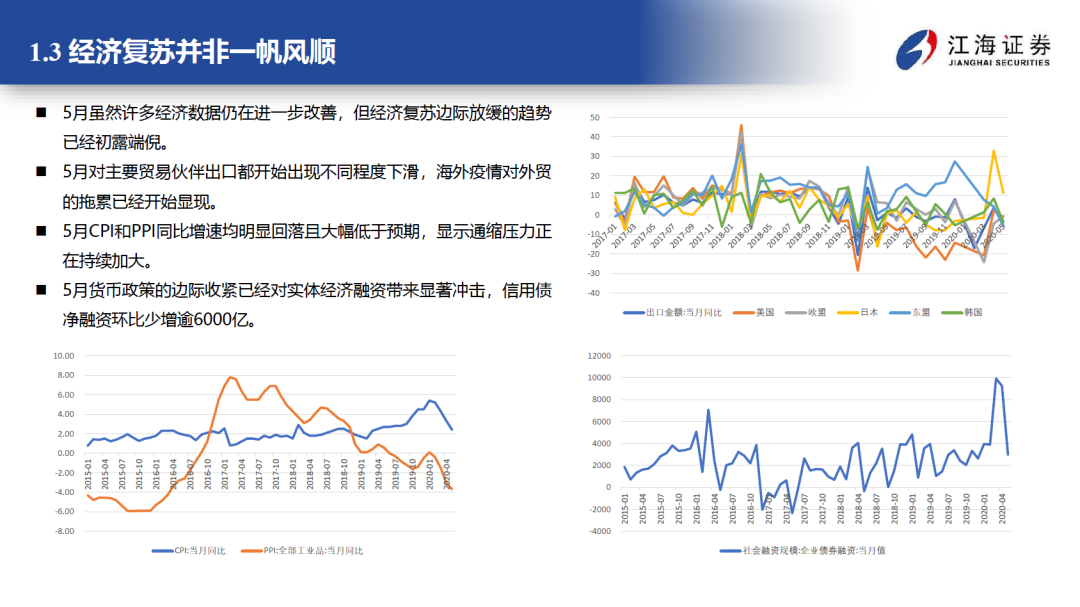 1.3 经济复苏并非一帆风顺
江海证券
JIANGHAI SECURITIES
■ 5月虽然许多经济数据仍在进一步改善，但经济复苏边际放缓的趋势
已经初露端倪。
■ 5月对主要贸易伙伴出口都开始出现不同程度下滑，海外疫情对外贸
的拖累已经开始显现。
■ 5月CPI和PPI同比增速均明显回落且大幅低于预期，显示通缩压力正
在持续加大。
■ 5月货币政策的边际收紧已经对实体经济融资带来显著冲击，信用债
净融资环比少增逾6000亿。
50
40
30
20
10
0
-10
-20
-30
-40
2017-01 2017-03 2017-05 2017-07 2017-09 2017-11 2018-01 2018-03 2018-05 2018-07 2018-09 2018-11 2019-01 2019-03
出口金额:当月同比 美国 欧盟 日本 东盟 韩国
10.00
8.00
6.00
4.00
2.00
0.00
-2.00
-4.00
-6.00
-8.00
2015-01 2015-04 2015-07 2015-10 2016-01 2016-04 2016-07 2016-10 2017-01 2017-04 2017-07 2017-10 2018-01 2018-04 2018-07 2018-10 2019-01 2019-04 2019-07 2019-10 2020-01 2020-04
CPI:当月同比 PPI:全部工业品:当月同比
12000
10000
8000
6000
4000
2000
0
-2000
-4000
2015-01 2015-04 2015-07 2015-10 2016-01 2016-04 2016-07 2016-10 2017-01 2017-04 2017-07 2017-10 2018-01 2018-04 2018-07 2018-10 2019-01 2019-04 2019-07 2019-10 2020-01 2020-04
社会融资规模:企业债券融资:当月值